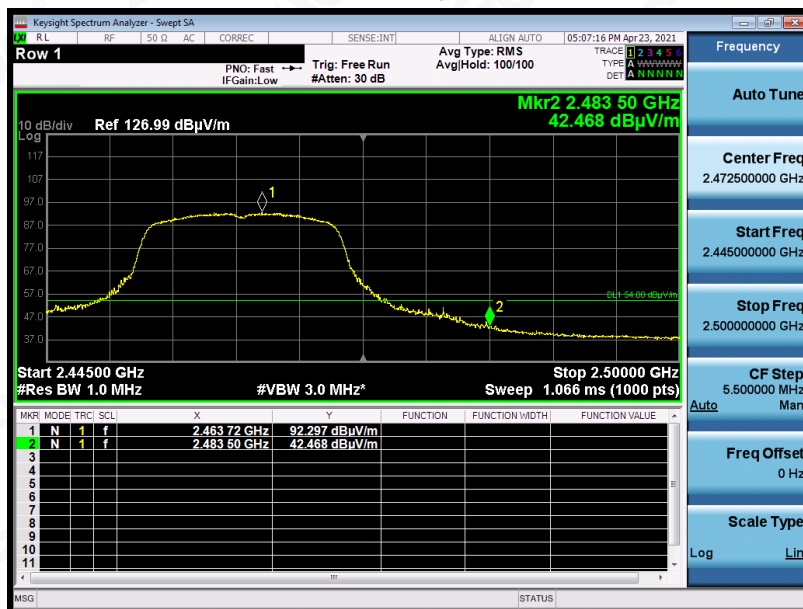 Keysight Spectrum Analyzer - Swept SA
LXI RL RF 50 Ω AC CORREC SENSE:INT ALIGN AUTO 05:07:16 PM Apr 23, 2021
Row 1
PNO: Fast
IFGain:Low
Trig: Free Run
#Atten: 30 dB
Avg Type: RMS
Avg|Hold: 100/100
TRACE 1 2 3 4 5 6
TYPE A W W W W W
DET A N N N N N
Mkr2 2.483 50 GHz
42.468 dBµV/m
10 dB/div Ref 126.99 dBµV/m
Log
117
107
97.0
87.0
77.0
67.0
57.0
47.0
37.0
1
2
DL1 54.00 dBµV/m
Start 2.44500 GHz Stop 2.50000 GHz
#Res BW 1.0 MHz #VBW 3.0 MHz* Sweep 1.066 ms (1000 pts)
MKR MODE TRC SCL X Y FUNCTION FUNCTION WIDTH FUNCTION VALUE
1 N 1 f 2.463 72 GHz 92.297 dBµV/m
2 N 1 f 2.483 50 GHz 42.468 dBµV/m
3
4
5
6
7
8
9
10
11
MSG STATUS
Frequency
Auto Tune
Center Freq
2.472500000 GHz
Start Freq
2.445000000 GHz
Stop Freq
2.500000000 GHz
CF Step
5.500000 MHz
Auto Man
Freq Offset
0 Hz
Scale Type
Log Lin